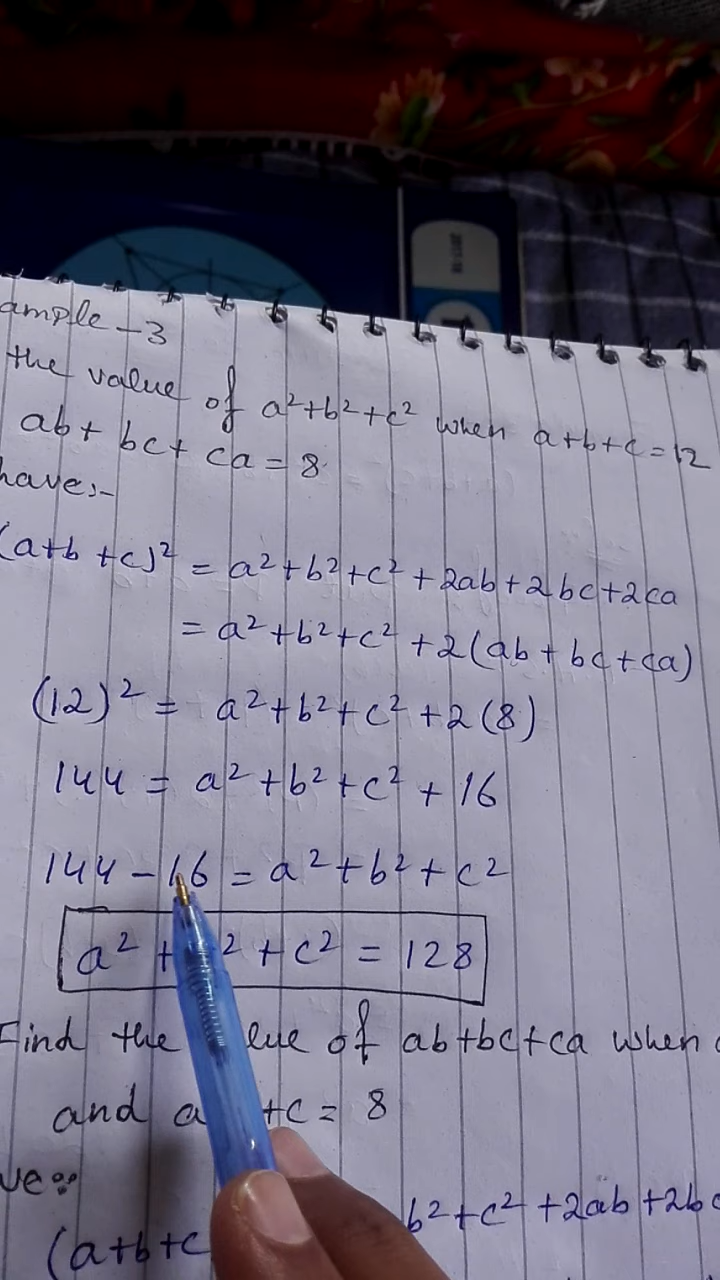 ample-3
the value of a²+b²+c² when a+b+c=12
ab+bc+ca=8
have:-
(a+b+c)² = a²+b²+c²+2ab+2bc+2ca
= a²+b²+c²+2(ab+bc+ca)
(12)² = a²+b²+c²+2(8)
144 = a²+b²+c²+16
144-16 = a²+b²+c²
a²+ ² + c² = 128
Find the lue of ab+bc+ca when
and a +c = 8
ve:-
(a+b+c b²+c²+2ab+2b